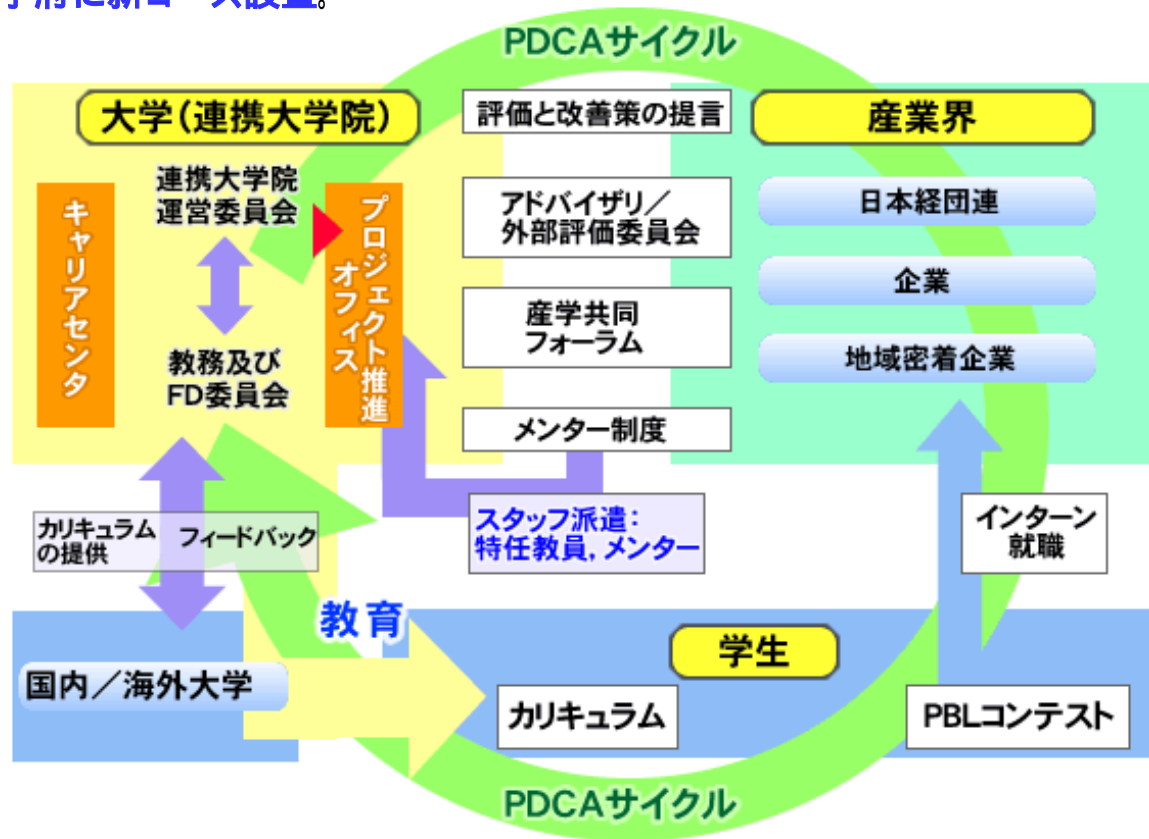 に新コース設置。
PDCAサイクル
大学(連携大学院)
評価と改善策の提言
産業界
連携大学院
運営委員会
キャリアセンタ
プロジェクト推進
オフィス
アドバイザリ／
外部評価委員会
日本経団連
企業
産学共同
フォーラム
地域密着企業
教務及び
FD委員会
メンター制度
カリキュラム
の提供
フィードバック
スタッフ派遣：
特任教員, メンター
インターン
就職
教育
学生
国内／海外大学
カリキュラム
PBLコンテスト
PDCAサイクル